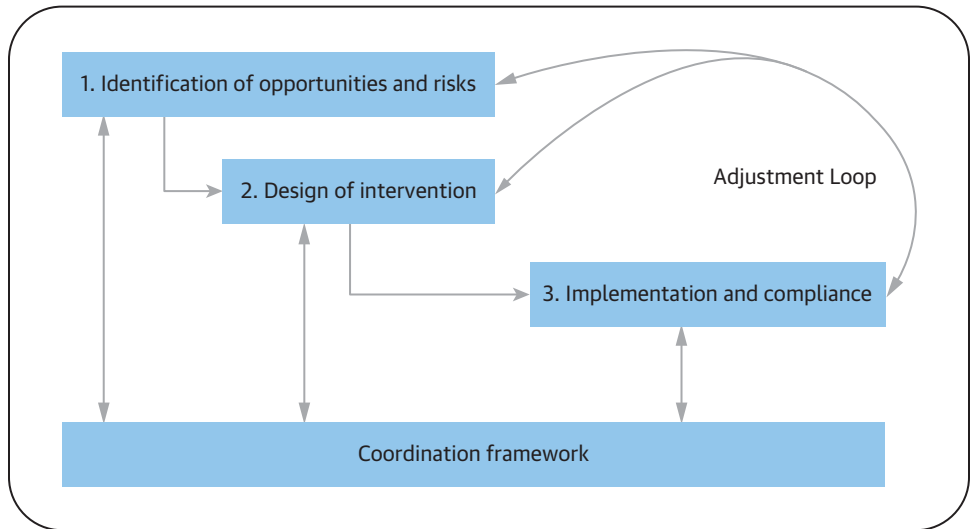 1. Identification of opportunities and risks
2. Design of intervention
Adjustment Loop
3. Implementation and compliance
Coordination framework